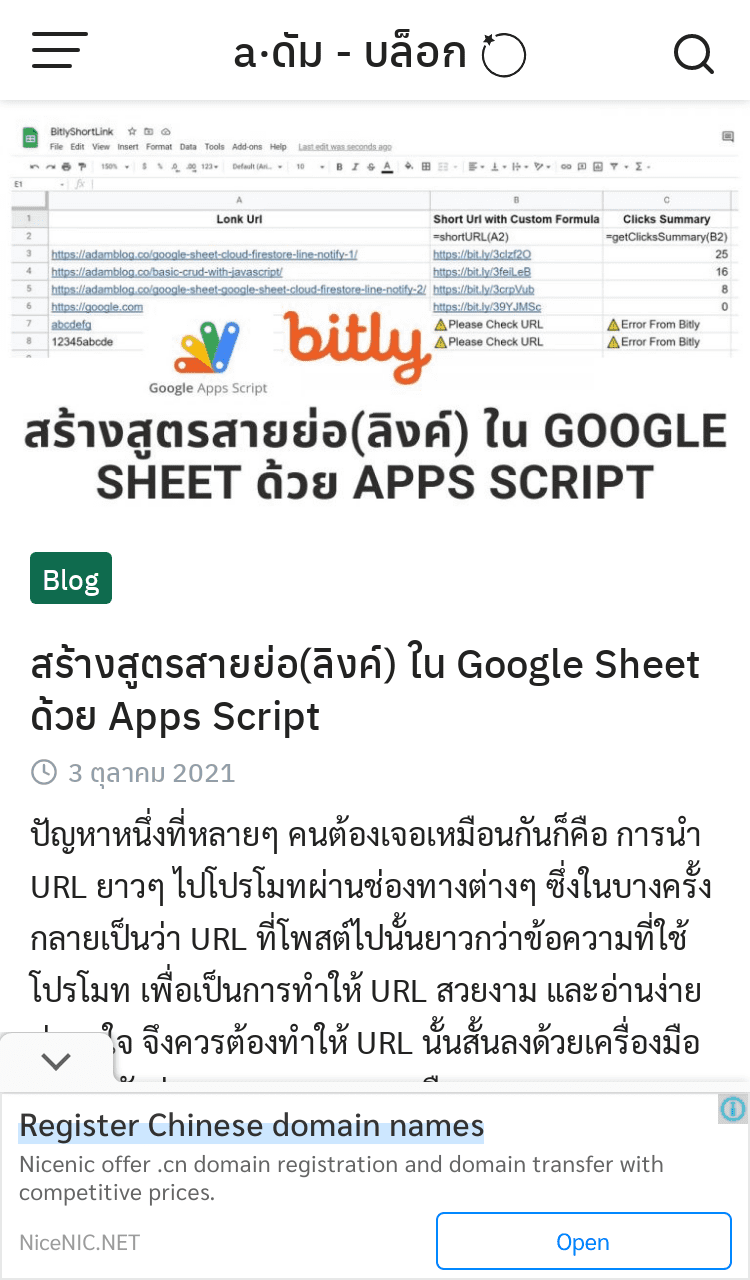 a·ดัม - บล็อก
BitlyShortLink
File Edit View Insert Format Data Tools Add-ons Help Last edit was seconds ago
150% $ % .0 .00 123 Default (Ari... 10 B I S A
E1 fx
A B C
1 Lonk Url Short Url with Custom Formula Clicks Summary
2 =shortURL(A2) =getClicksSummary(B2)
3 https://adamblog.co/google-sheet-cloud-firestore-line-notify-1/ https://bit.ly/3clzf2O 25
4 https://adamblog.co/basic-crud-with-javascript/ https://bit.ly/3feiLeB 16
5 https://adamblog.co/google-sheet-google-sheet-cloud-firestore-line-notify-2/ https://bit.ly/3crpVub 8
6 https://google.com https://bit.ly/39YJMSc 0
7 abcdefg Please Check URL Error From Bitly
8 12345abcde Please Check URL Error From Bitly
bitly
Google Apps Script
สร้างสูตรสายย่อ(ลิงค์) ใน GOOGLE
SHEET ด้วย APPS SCRIPT
Blog
สร้างสูตรสายย่อ(ลิงค์) ใน Google Sheet
ด้วย Apps Script
3 ตุลาคม 2021
ปัญหาหนึ่งที่หลายๆ คนต้องเจอเหมือนกันก็คือ การนำ
URL ยาวๆ ไปโปรโมทผ่านช่องทางต่างๆ ซึ่งในบางครั้ง
กลายเป็นว่า URL ที่โพสต์ไปนั้นยาวกว่าข้อความที่ใช้
โปรโมท เพื่อเป็นการทำให้ URL สวยงาม และอ่านง่าย
จึงควรต้องทำให้ URL นั้นสั้นลงด้วยเครื่องมือ
Register Chinese domain names
Nicenic offer .cn domain registration and domain transfer with
competitive prices.
NiceNIC.NET
Open